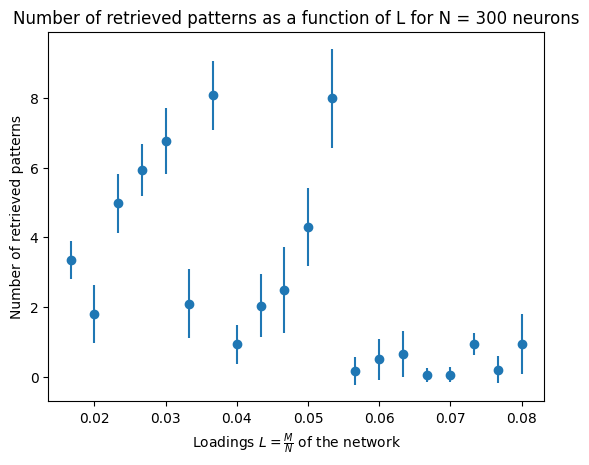 Number of retrieved patterns as a function of L for N = 300 neurons
Number of retrieved patterns
8
6
4
2
0
0.02 0.03 0.04 0.05 0.06 0.07 0.08
Loadings L = M/N of the network